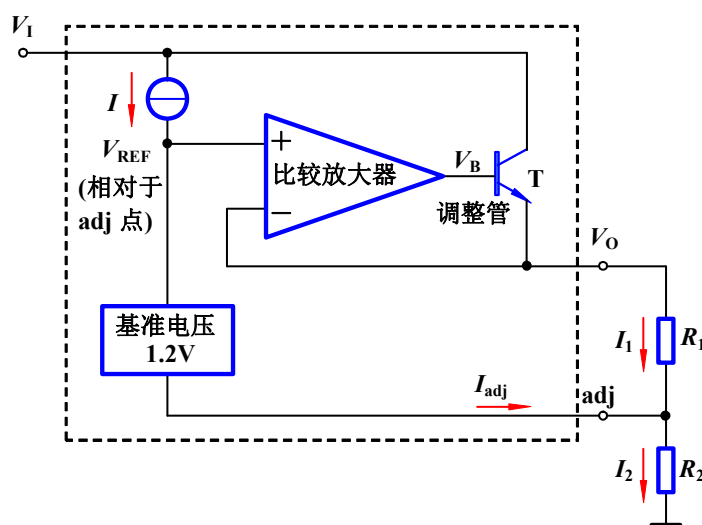 V_I
I
V_REF
(相对于
adj 点)
+
比较放大器
−
V_B
T
调整管
V_O
基准电压
1.2V
I_1
R_1
I_adj
adj
I_2
R_2